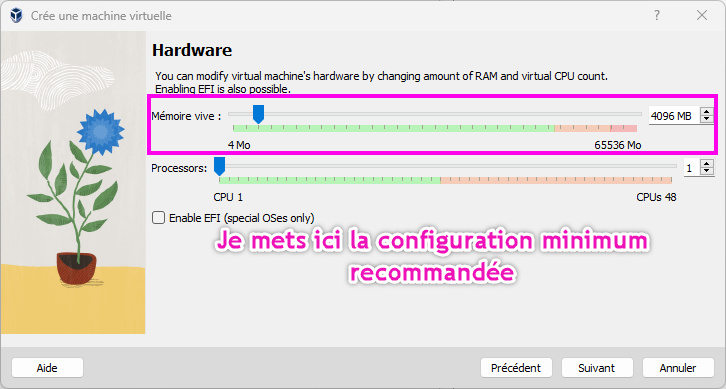 Crée une machine virtuelle
Hardware
You can modify virtual machine's hardware by changing amount of RAM and virtual CPU count.
Enabling EFI is also possible.
Mémoire vive : 4096 MB
4 Mo 65536 Mo
Processors: 1
CPU 1 CPUs 48
Enable EFI (special OSes only)
Je mets ici la configuration minimum
recommandée
Aide Précédent Suivant Annuler